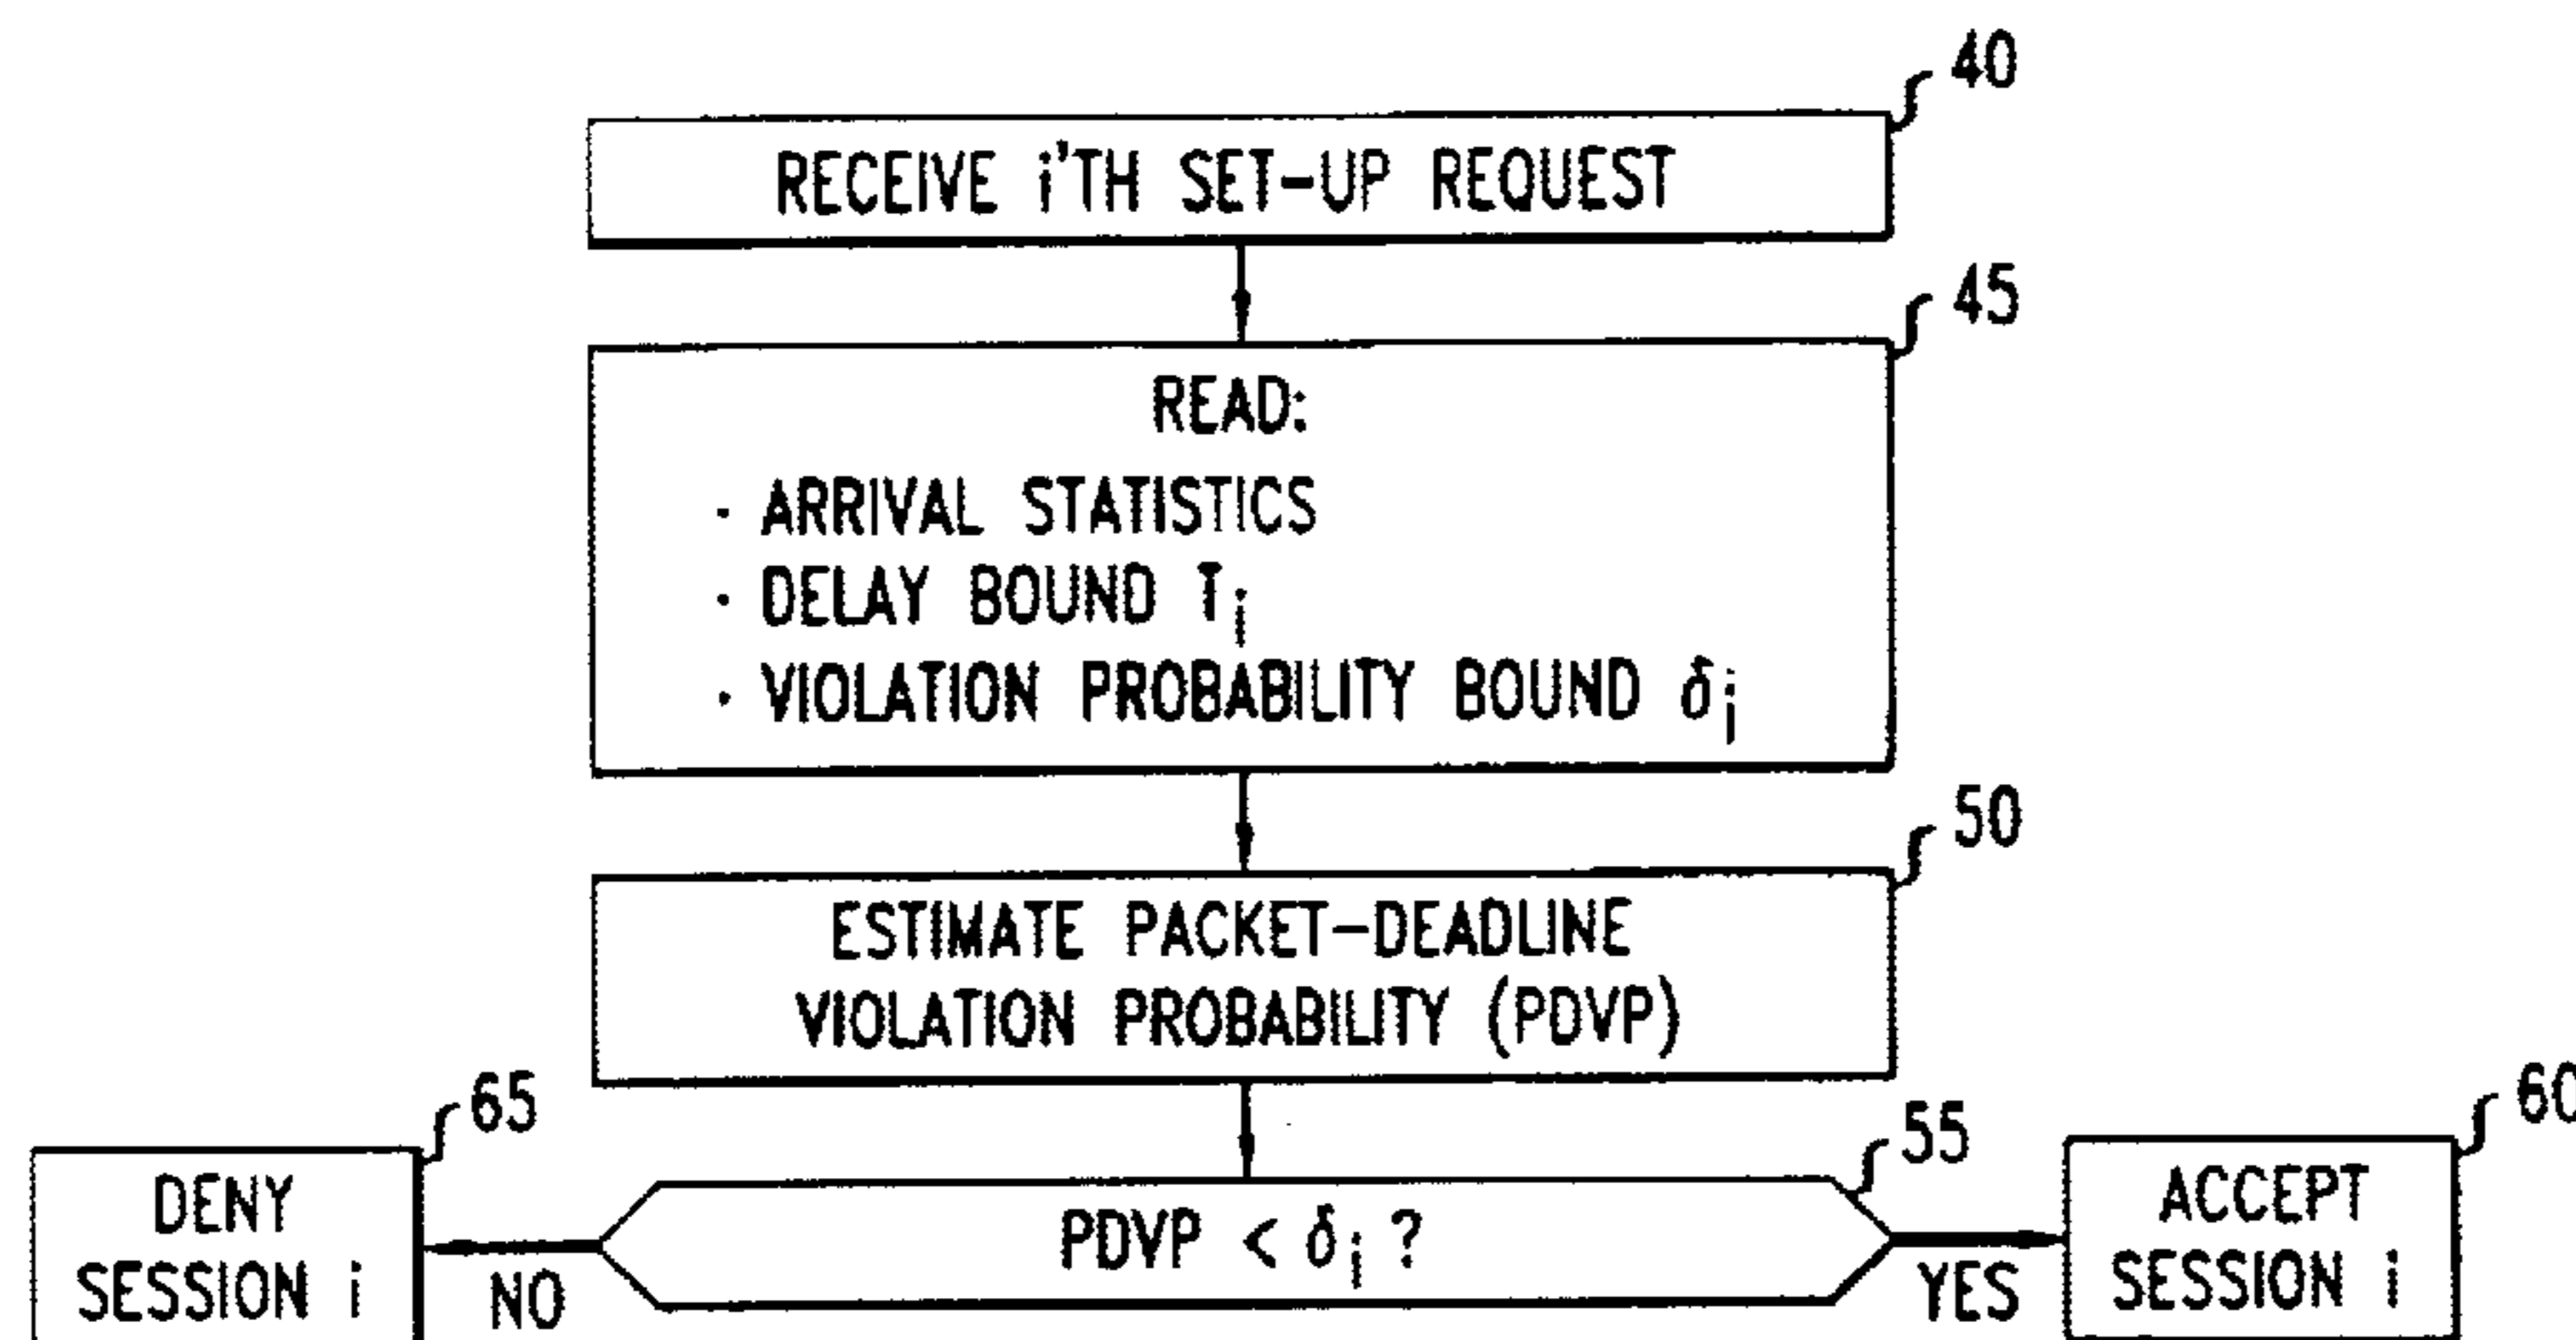 40
RECEIVE i'TH SET-UP REQUEST
45
READ:
· ARRIVAL STATISTICS
· DELAY BOUND Ti
· VIOLATION PROBABILITY BOUND δi
50
ESTIMATE PACKET-DEADLINE
VIOLATION PROBABILITY (PDVP)
65
DENY
SESSION i
NO
55
PDVP < δi ?
YES
60
ACCEPT
SESSION i